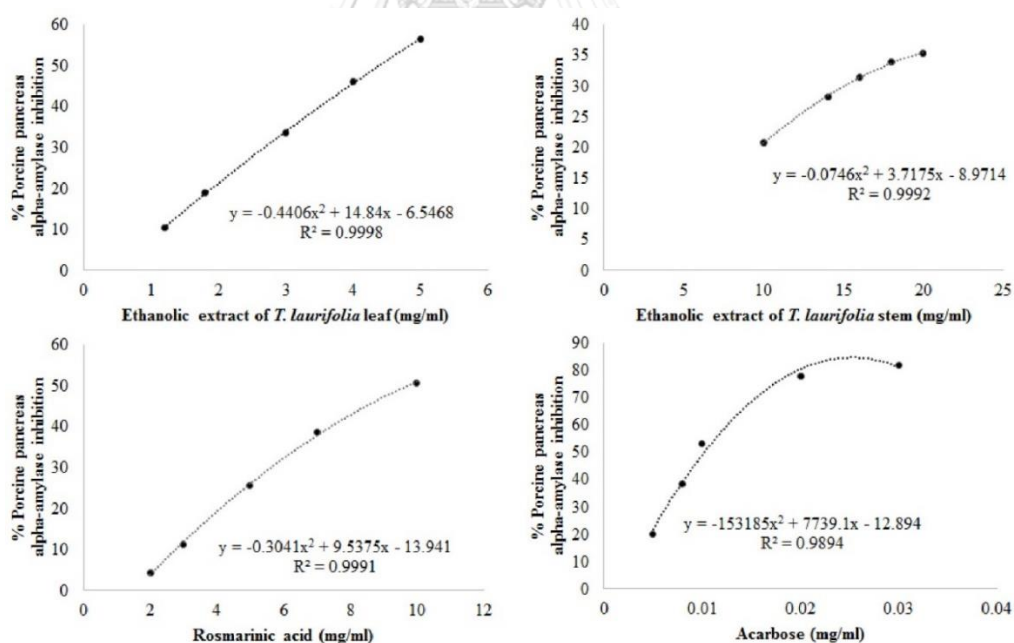 % Porcine pancreas
alpha-amylase inhibition
60
50
40
30
20
10
0
y = -0.4406x² + 14.84x - 6.5468
R² = 0.9998
0 1 2 3 4 5 6
Ethanolic extract of T. laurifolia leaf (mg/ml)
% Porcine pancreas
alpha-amylase inhibition
40
35
30
25
20
15
10
5
0
y = -0.0746x² + 3.7175x - 8.9714
R² = 0.9992
0 5 10 15 20 25
Ethanolic extract of T. laurifolia stem (mg/ml)
% Porcine pancreas
alpha-amylase inhibition
60
50
40
30
20
10
0
y = -0.3041x² + 9.5375x - 13.941
R² = 0.9991
0 2 4 6 8 10 12
Rosmarinic acid (mg/ml)
% Porcine pancreas
alpha-amylase inhibition
90
80
70
60
50
40
30
20
10
0
y = -153185x² + 7739.1x - 12.894
R² = 0.9894
0 0.01 0.02 0.03 0.04
Acarbose (mg/ml)